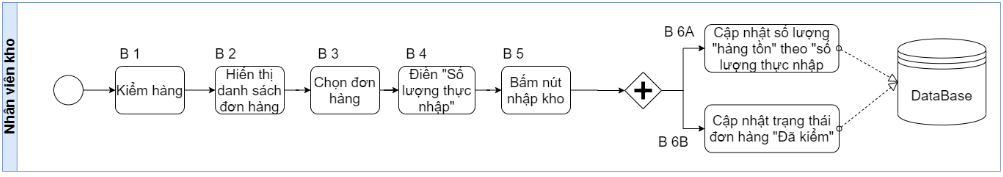 Nhân viên kho
B 1
Kiểm hàng
B 2
Hiển thị
danh sách
đơn hàng
B 3
Chọn đơn
hàng
B 4
Điên "Số
lượng thực
nhập"
B 5
Bấm nút
nhập kho
B 6A
Cập nhật số lượng
"hàng tồn" theo "số
lượng thực nhập
B 6B
Cập nhật trạng thái
đơn hàng "Đã kiểm"
DataBase